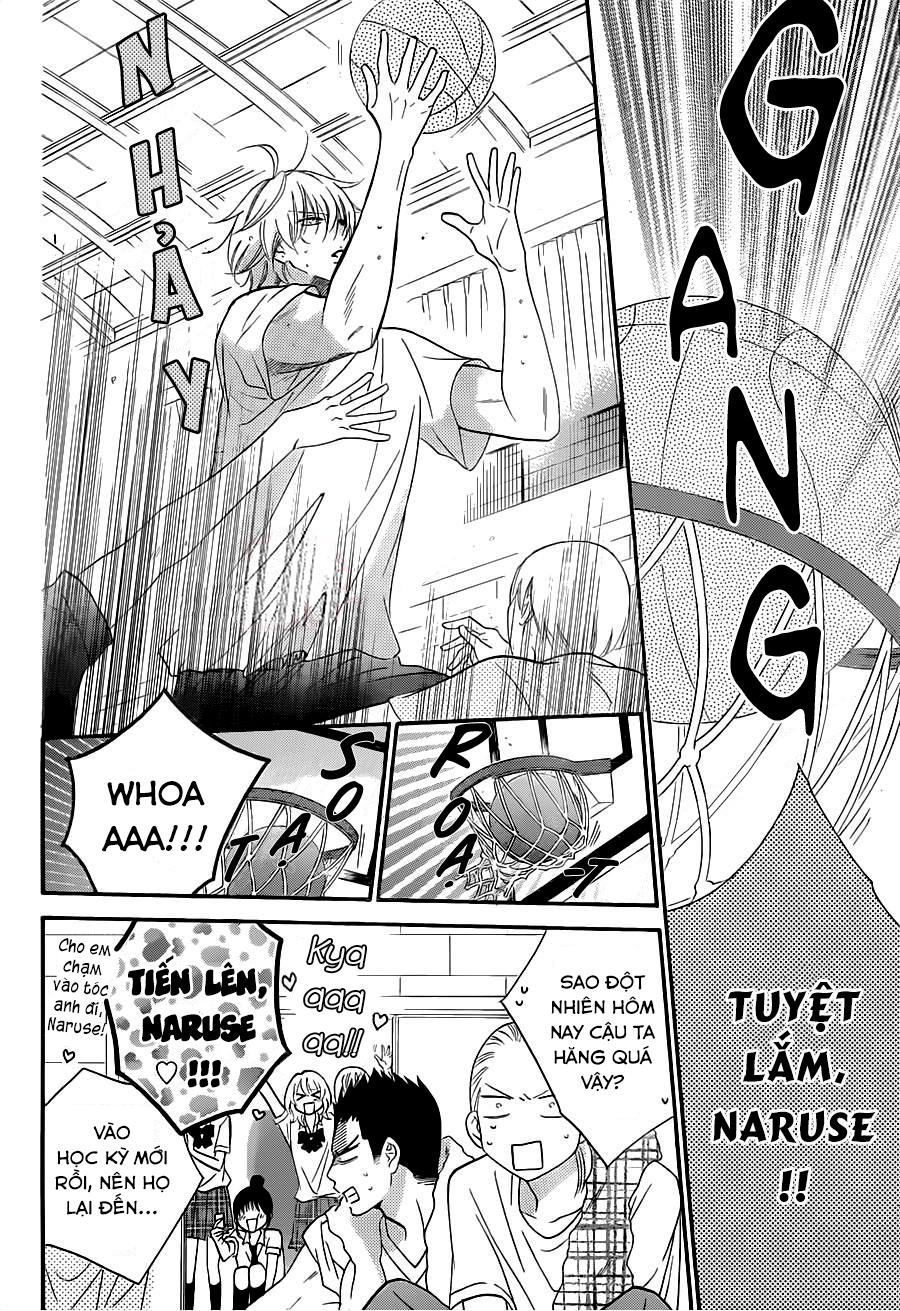 GANG
NHẢY
TUYỆT
LẮM,
NARUSE
!!
ROẠT
SOẠT
WHOA
AAA!!!
SAO ĐỘT
NHIÊN HÔM
NAY CẬU TA
HĂNG QUÁ
VẬY?
Kya
aaa
aa!!
TIẾN LÊN,
NARUSE
♡!!!
Cho em
chạm
vào tóc
anh đi,
Naruse!
VÀO
HỌC KỲ MỚI
RỒI, NÊN HỌ
LẠI ĐẾN...